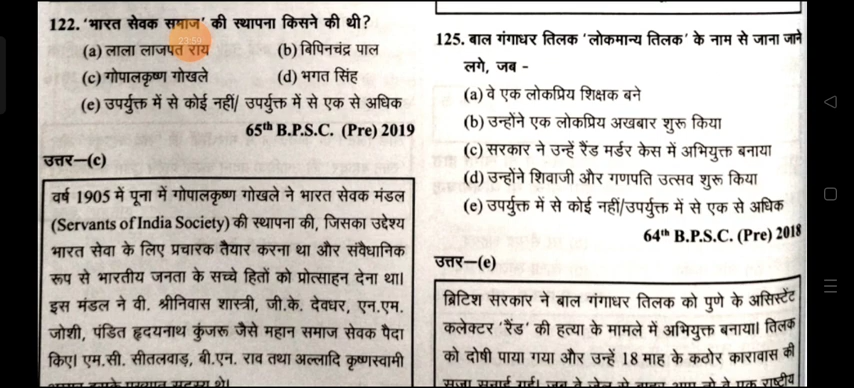 122. ‘भारत सेवक समाज’ की स्थापना किसने की थी?
(a) लाला लाजपत राय
(b) बिपिनचंद्र पाल
(c) गोपालकृष्ण गोखले
(d) भगत सिंह
(e) उपर्युक्त में से कोई नहीं/ उपर्युक्त में से एक से अधिक
65th B.P.S.C. (Pre) 2019
उत्तर—(c)
वर्ष 1905 में पूना में गोपालकृष्ण गोखले ने भारत सेवक मंडल
(Servants of India Society) की स्थापना की, जिसका उद्देश्य
भारत सेवा के लिए प्रचारक तैयार करना था और संवैधानिक
रूप से भारतीय जनता के सच्चे हितों को प्रोत्साहन देना था।
इस मंडल ने वी. श्रीनिवास शास्त्री, जी.के. देवधर, एन.एम.
जोशी, पंडित हृदयनाथ कुंजरू जैसे महान समाज सेवक पैदा
किए। एम.सी. सीतलवाड़, बी.एन. राव तथा अल्लादि कृष्णस्वामी
23:59
125. बाल गंगाधर तिलक ‘लोकमान्य तिलक’ के नाम से जाना जाने
लगे, जब -
(a) वे एक लोकप्रिय शिक्षक बने
(b) उन्होंने एक लोकप्रिय अखबार शुरू किया
(c) सरकार ने उन्हें रैंड मर्डर केस में अभियुक्त बनाया
(d) उन्होंने शिवाजी और गणपति उत्सव शुरू किया
(e) उपर्युक्त में से कोई नहीं/उपर्युक्त में से एक से अधिक
64th B.P.S.C. (Pre) 2018
उत्तर—(e)
ब्रिटिश सरकार ने बाल गंगाधर तिलक को पुणे के असिस्टेंट
कलेक्टर ‘रैंड’ की हत्या के मामले में अभियुक्त बनाया। तिलक
को दोषी पाया गया और उन्हें 18 माह के कठोर कारावास की